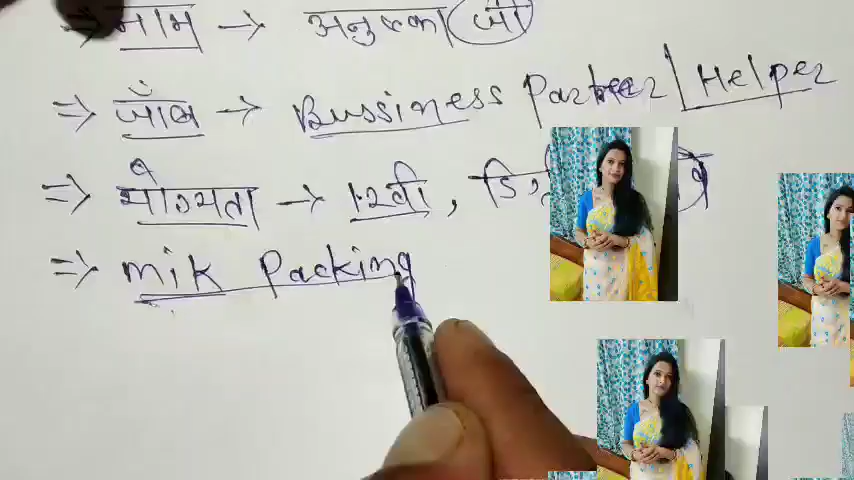 ⇒ नाम → अनुष्का जी
⇒ जॉब → Bussiness Partner / Helper
⇒ योग्यता → 12वी,
⇒ mik Packing